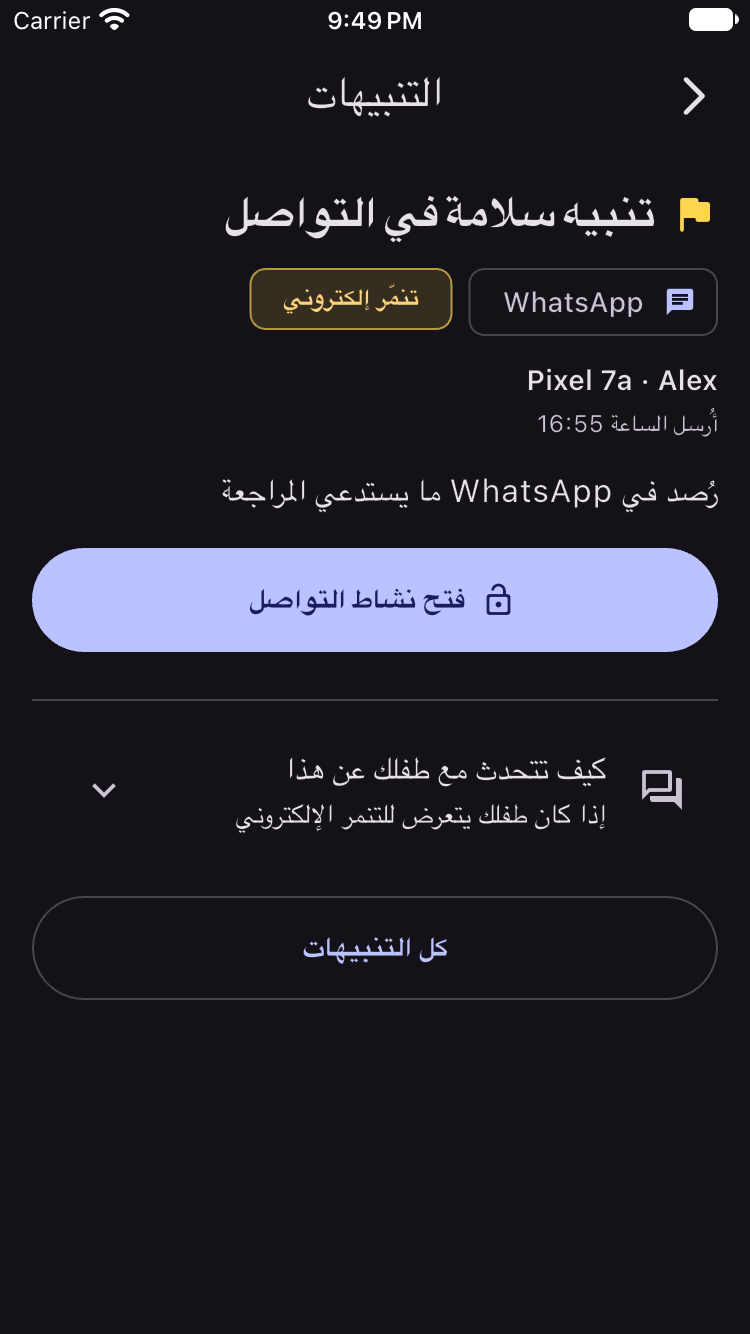 Carrier
9:49 PM
التنبيهات
تنبيه سلامة في التواصل
WhatsApp
تنمّر إلكتروني
Pixel 7a · Alex
أُرسل الساعة 16:55
رُصد في WhatsApp ما يستدعي المراجعة
فتح نشاط التواصل
كيف تتحدث مع طفلك عن هذا
إذا كان طفلك يتعرض للتنمر الإلكتروني
كل التنبيهات